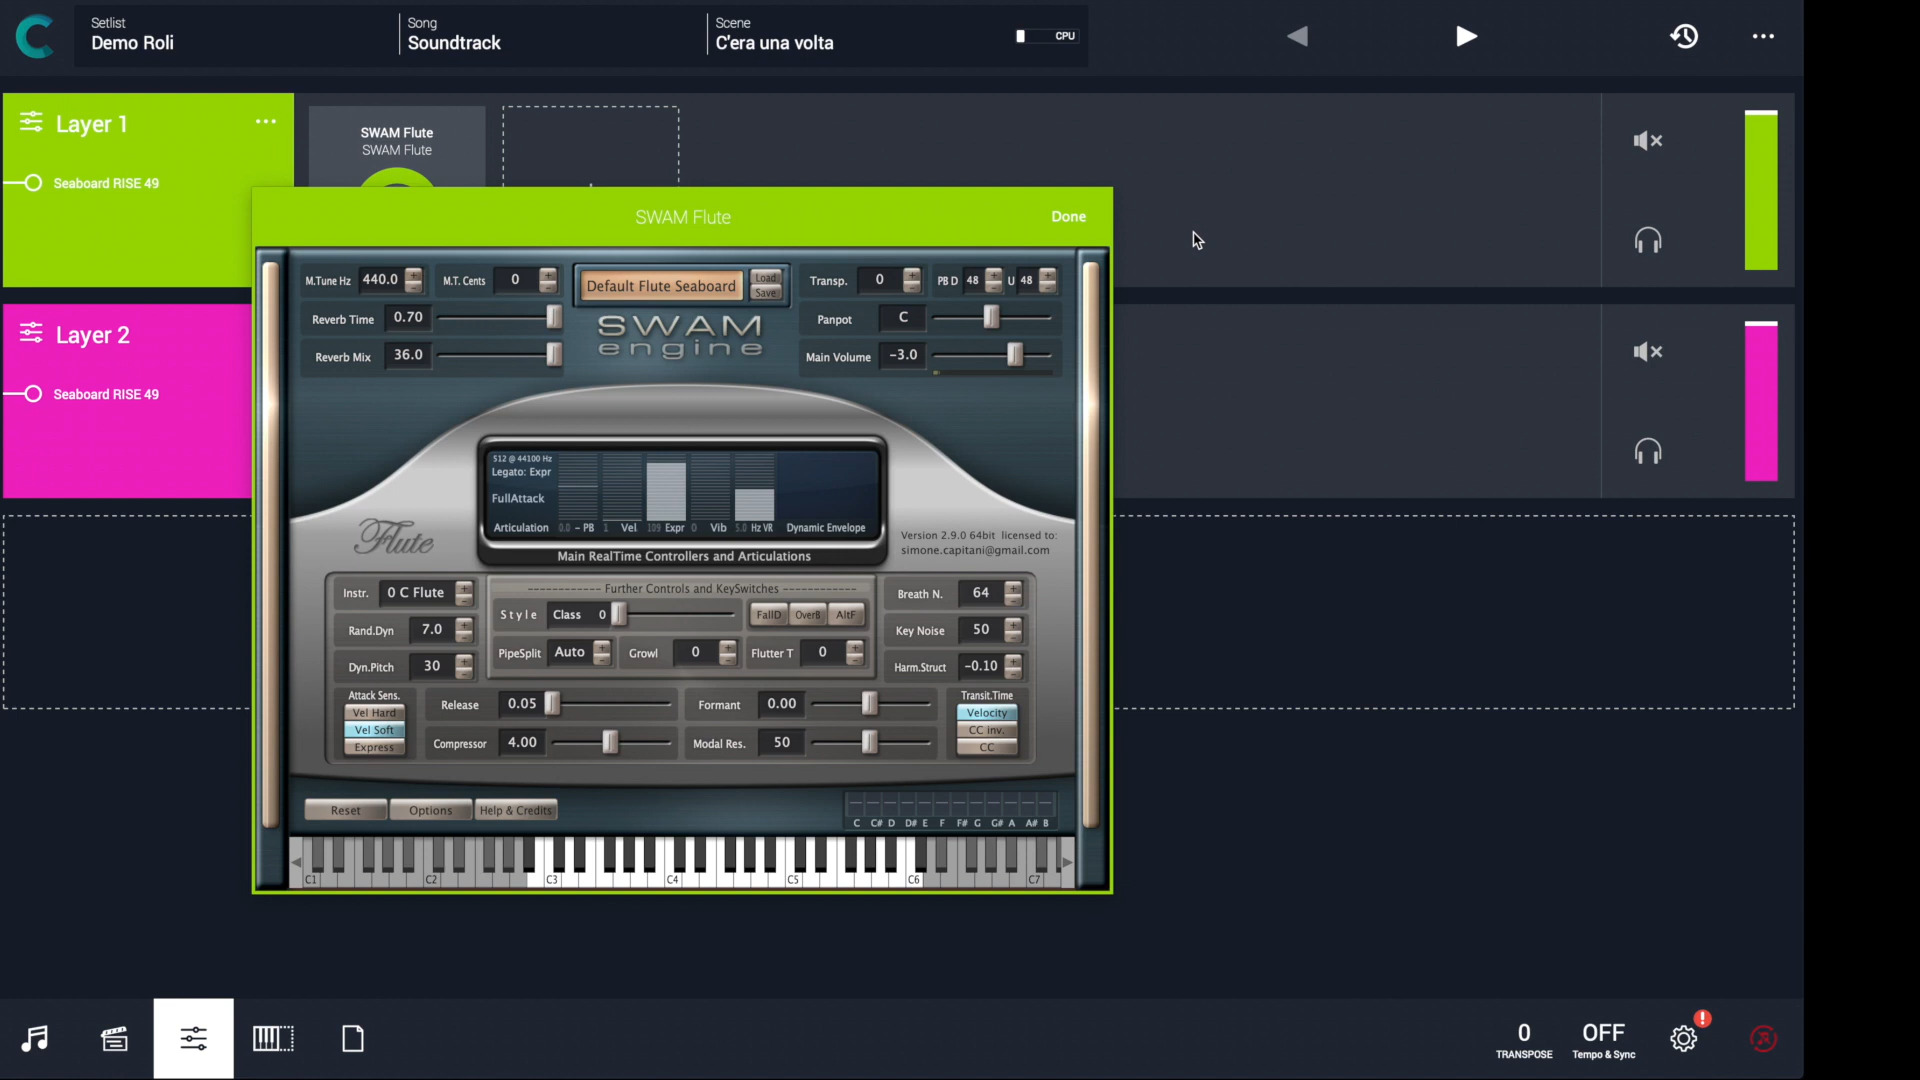 Setlist
Demo Roli
Song
Soundtrack
Scene
C'era una volta
CPU
Layer 1
Seaboard RISE 49
SWAM Flute
SWAM Flute
Layer 2
Seaboard RISE 49
SWAM Flute
Done
M.Tune Hz 440.0
M.T. Cents 0
Default Flute Seaboard
Load
Save
Transp. 0
PB D 48 U 48
Reverb Time 0.70
SWAM
engine
Panpot C
Reverb Mix 36.0
Main Volume -3.0
512 @ 44100 Hz
Legato: Expr
FullAttack
Articulation 0.0 - PB 1 Vel 109 Expr 0 Vib 5.0 Hz VR Dynamic Envelope
Main RealTime Controllers and Articulations
Flute
Version 2.9.0 64bit licensed to:
simone.capitani@gmail.com
Instr. 0 C Flute
Further Controls and KeySwitches
Breath N. 64
Style Class 0
FallD OverB AltF
Rand.Dyn 7.0
Key Noise 50
PipeSplit Auto
Growl 0
Flutter T 0
Dyn.Pitch 30
Harm.Struct -0.10
Attack Sens.
Vel Hard
Vel Soft
Express
Release 0.05
Formant 0.00
Transit.Time
Velocity
CC inv.
CC
Compressor 4.00
Modal Res. 50
Reset
Options
Help & Credits
C C# D D# E F F# G G# A A# B
C1 C2 C3 C4 C5 C6 C7
0
TRANSPOSE
OFF
Tempo & Sync
!